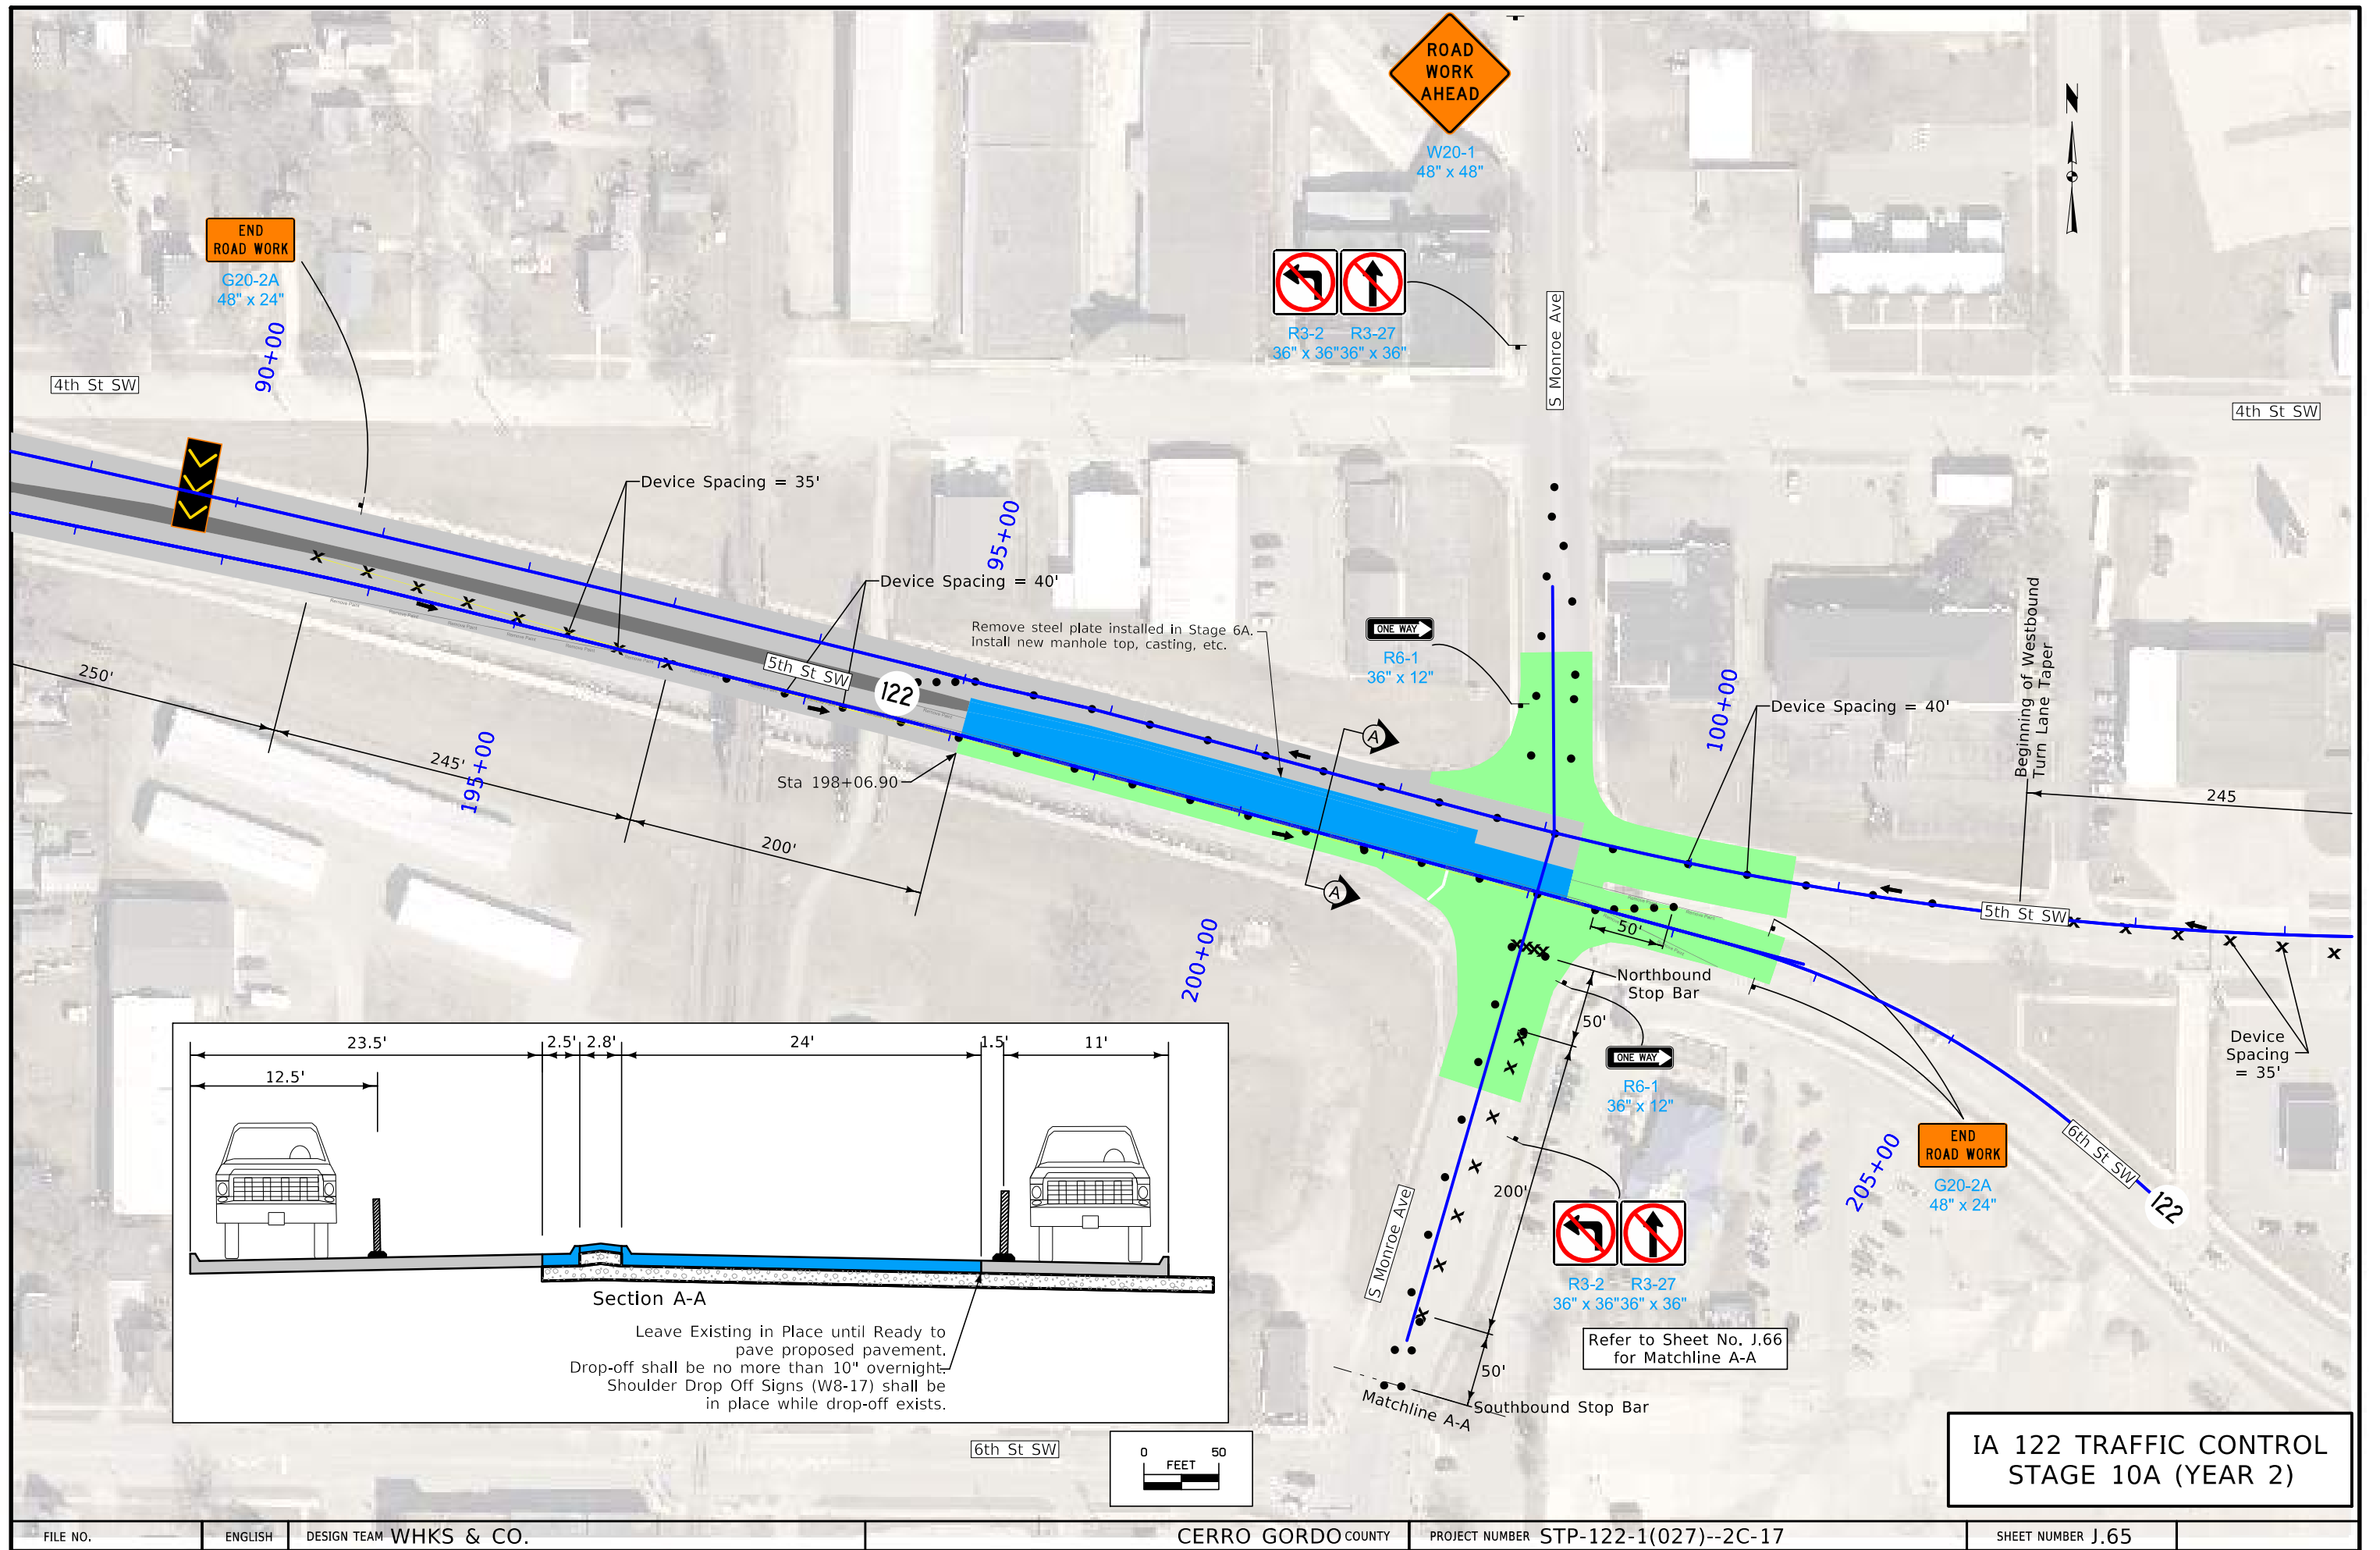 ROAD
WORK
AHEAD
W20-1
48" x 48"
END
ROAD WORK
G20-2A
48" x 24"
90+00
4th St SW
R3-2 R3-27
36" x 36" 36" x 36"
S Monroe Ave
N
4th St SW
Device Spacing = 35'
95+00
Device Spacing = 40'
Remove steel plate installed in Stage 6A.
Install new manhole top, casting, etc.
5th St SW
122
ONE WAY
R6-1
36" x 12"
100+00
Device Spacing = 40'
Beginning of Westbound
Turn Lane Taper
245
250'
245'
195+00
200'
Sta 198+06.90
A
A
5th St SW
50'
200+00
Northbound
Stop Bar
50'
ONE WAY
R6-1
36" x 12"
Device
Spacing
= 35'
END
ROAD WORK
G20-2A
48" x 24"
205+00
6th St SW
122
200'
S Monroe Ave
R3-2 R3-27
36" x 36" 36" x 36"
Refer to Sheet No. J.66
for Matchline A-A
50'
Matchline A-A
Southbound Stop Bar
23.5' 2.5' 2.8' 24' 1.5' 11'
12.5'
Section A-A
Leave Existing in Place until Ready to
pave proposed pavement.
Drop-off shall be no more than 10" overnight.
Shoulder Drop Off Signs (W8-17) shall be
in place while drop-off exists.
6th St SW
0 50
FEET
IA 122 TRAFFIC CONTROL
STAGE 10A (YEAR 2)
FILE NO. ENGLISH DESIGN TEAM WHKS & CO. CERRO GORDO COUNTY PROJECT NUMBER STP-122-1(027)--2C-17 SHEET NUMBER J.65